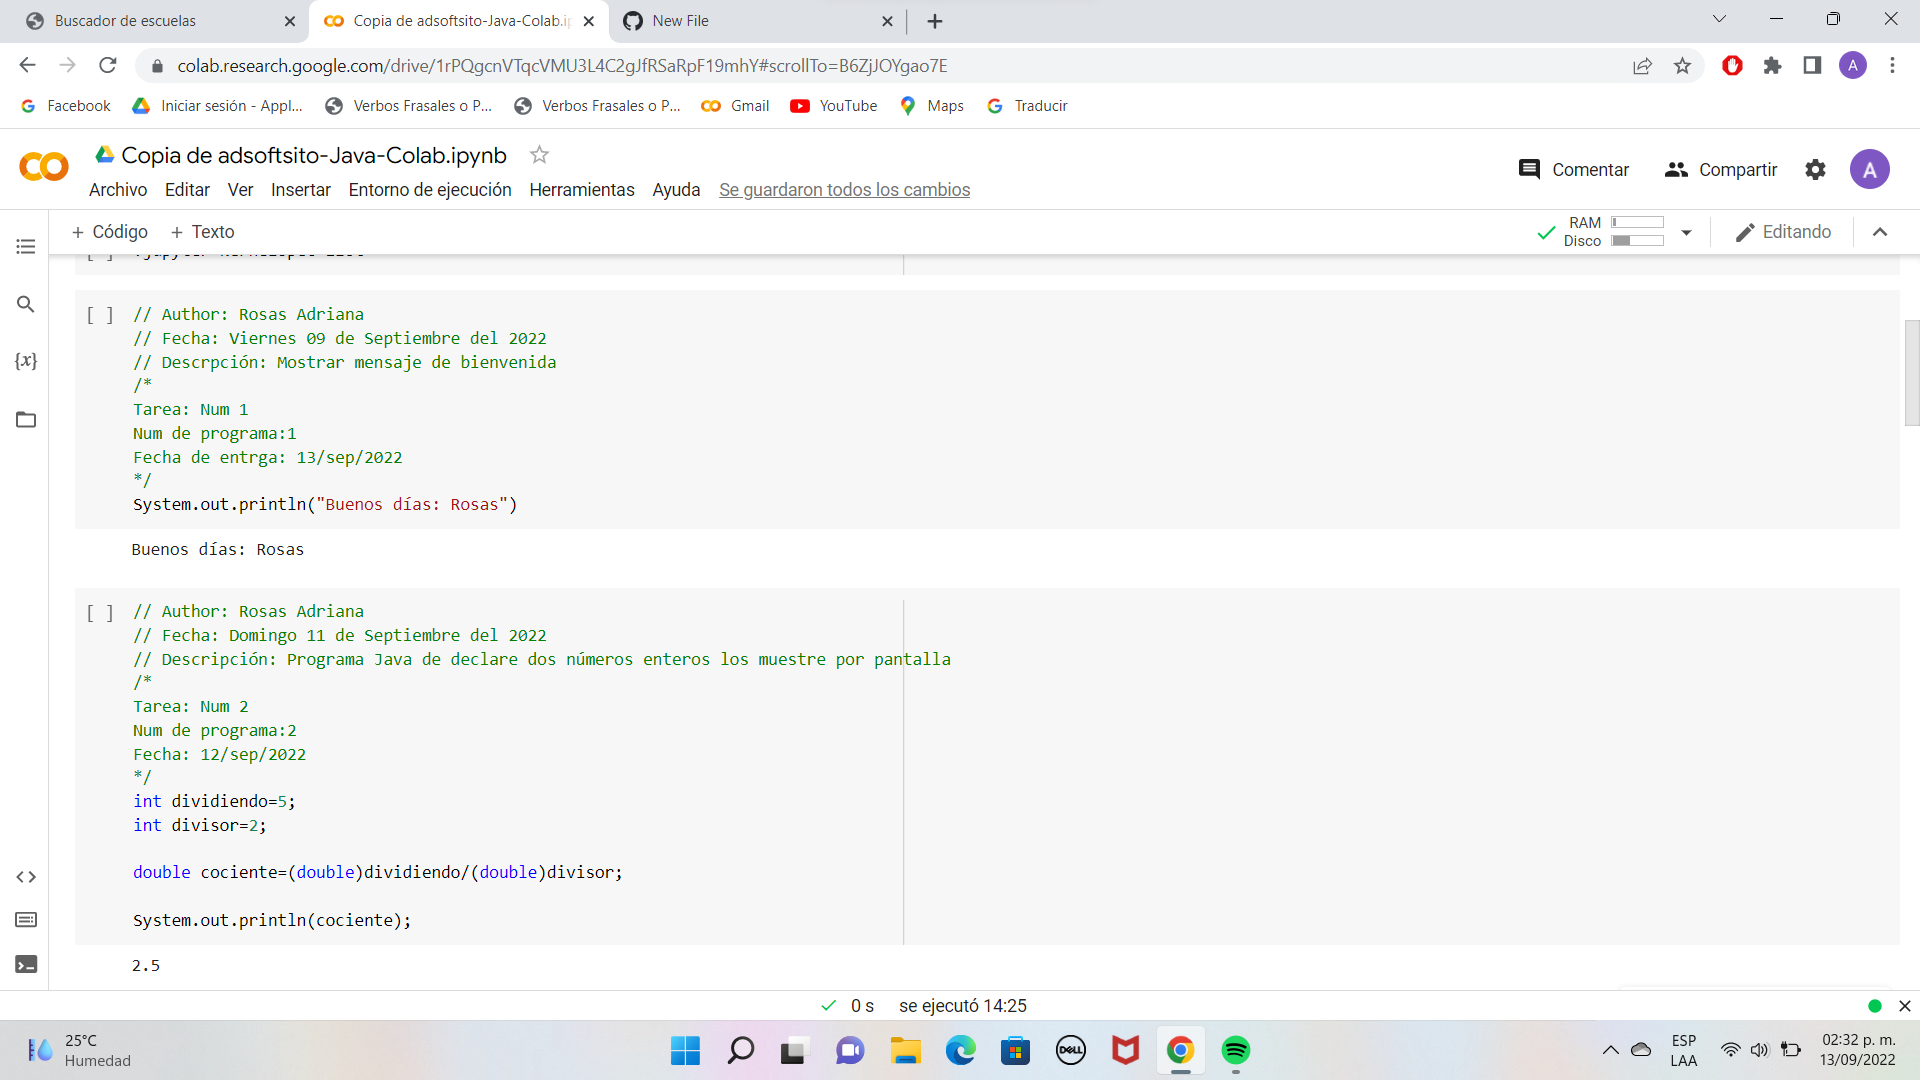 Buscador de escuelas
Copia de adsoftsito-Java-Colab.ip
New File
colab.research.google.com/drive/1rPQgcnVTqcVMU3L4C2gJfRSaRpF19mhY#scrollTo=B6ZjJOYgao7E
A
Facebook
Iniciar sesión - Appl...
Verbos Frasales o P...
Verbos Frasales o P...
Gmail
YouTube
Maps
Traducir
Copia de adsoftsito-Java-Colab.ipynb
Comentar
Compartir
A
Archivo Editar Ver Insertar Entorno de ejecución Herramientas Ayuda Se guardaron todos los cambios
+ Código + Texto
RAM
Disco
Editando
[ ] // Author: Rosas Adriana
// Fecha: Viernes 09 de Septiembre del 2022
// Descrpción: Mostrar mensaje de bienvenida
/*
Tarea: Num 1
Num de programa:1
Fecha de entrga: 13/sep/2022
*/
System.out.println("Buenos días: Rosas")
Buenos días: Rosas
[ ] // Author: Rosas Adriana
// Fecha: Domingo 11 de Septiembre del 2022
// Descripción: Programa Java de declare dos números enteros los muestre por pantalla
/*
Tarea: Num 2
Num de programa:2
Fecha: 12/sep/2022
*/
int dividiendo=5;
int divisor=2;
double cociente=(double)dividiendo/(double)divisor;
System.out.println(cociente);
2.5
0 s se ejecutó 14:25
25°C
Humedad
DELL
ESP
LAA
02:32 p. m.
13/09/2022